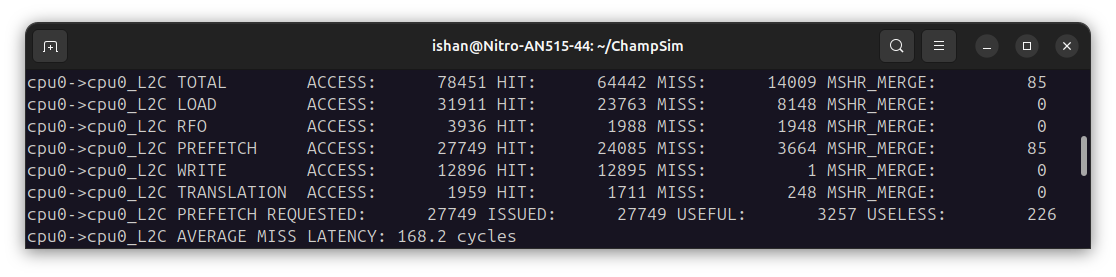 ishan@Nitro-AN515-44: ~/ChampSim
cpu0->cpu0_L2C TOTAL        ACCESS:      78451 HIT:      64442 MISS:      14009 MSHR_MERGE:         85
cpu0->cpu0_L2C LOAD         ACCESS:      31911 HIT:      23763 MISS:       8148 MSHR_MERGE:          0
cpu0->cpu0_L2C RFO          ACCESS:       3936 HIT:       1988 MISS:       1948 MSHR_MERGE:          0
cpu0->cpu0_L2C PREFETCH     ACCESS:      27749 HIT:      24085 MISS:       3664 MSHR_MERGE:         85
cpu0->cpu0_L2C WRITE        ACCESS:      12896 HIT:      12895 MISS:          1 MSHR_MERGE:          0
cpu0->cpu0_L2C TRANSLATION  ACCESS:       1959 HIT:       1711 MISS:        248 MSHR_MERGE:          0
cpu0->cpu0_L2C PREFETCH REQUESTED:      27749 ISSUED:      27749 USEFUL:       3257 USELESS:        226
cpu0->cpu0_L2C AVERAGE MISS LATENCY: 168.2 cycles